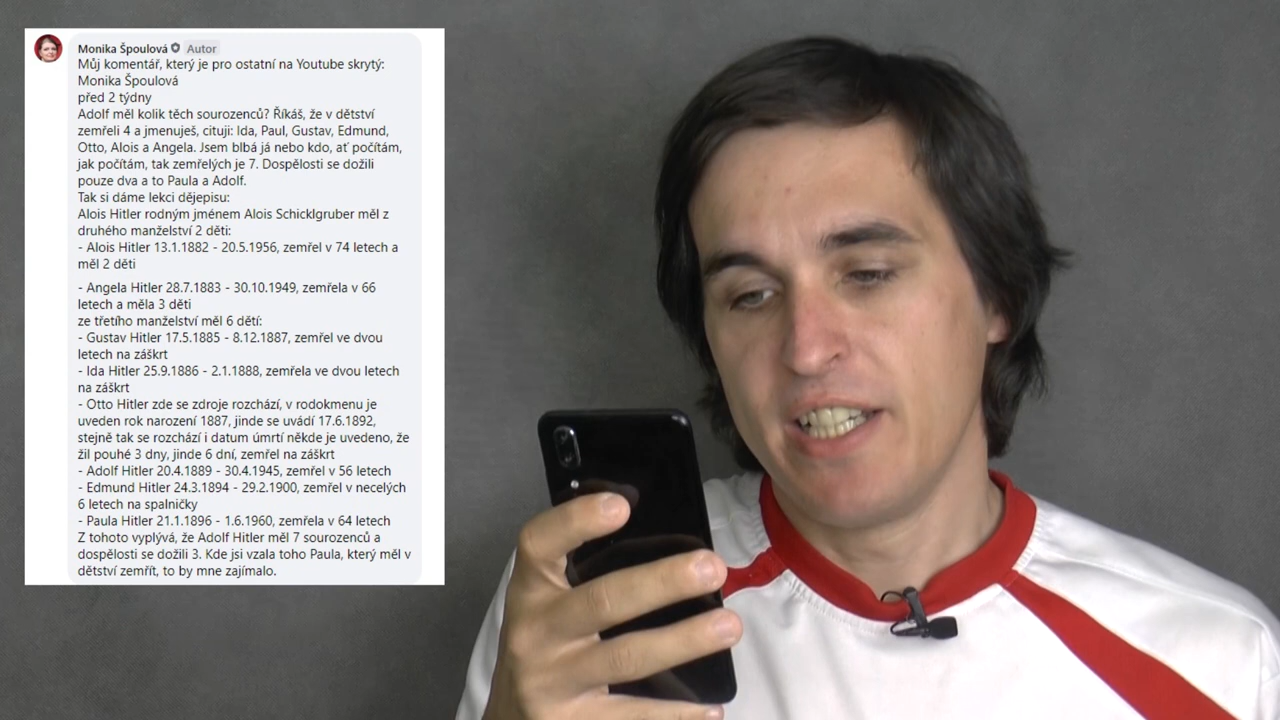 Monika Špoulová Autor
Můj komentář, který je pro ostatní na Youtube skrytý:
Monika Špoulová
před 2 týdny
Adolf měl kolik těch sourozenců? Říkáš, že v dětství
zemřeli 4 a jmenuješ, cituji: Ida, Paul, Gustav, Edmund,
Otto, Alois a Angela. Jsem blbá já nebo kdo, ať počítám,
jak počítám, tak zemřelých je 7. Dospělosti se dožili
pouze dva a to Paula a Adolf.
Tak si dáme lekci dějepisu:
Alois Hitler rodným jménem Alois Schicklgruber měl z
druhého manželství 2 děti:
- Alois Hitler 13.1.1882 - 20.5.1956, zemřel v 74 letech a
měl 2 děti
- Angela Hitler 28.7.1883 - 30.10.1949, zemřela v 66
letech a měla 3 děti
ze třetího manželství měl 6 dětí:
- Gustav Hitler 17.5.1885 - 8.12.1887, zemřel ve dvou
letech na záškrt
- Ida Hitler 25.9.1886 - 2.1.1888, zemřela ve dvou letech
na záškrt
- Otto Hitler zde se zdroje rozchází, v rodokmenu je
uveden rok narození 1887, jinde se uvádí 17.6.1892,
stejně tak se rozchází i datum úmrtí někde je uvedeno, že
žil pouhé 3 dny, jinde 6 dní, zemřel na záškrt
- Adolf Hitler 20.4.1889 - 30.4.1945, zemřel v 56 letech
- Edmund Hitler 24.3.1894 - 29.2.1900, zemřel v necelých
6 letech na spalničky
- Paula Hitler 21.1.1896 - 1.6.1960, zemřela v 64 letech
Z tohoto vyplývá, že Adolf Hitler měl 7 sourozenců a
dospělosti se dožili 3. Kde jsi vzala toho Paula, který měl v
dětství zemřít, to by mne zajímalo.